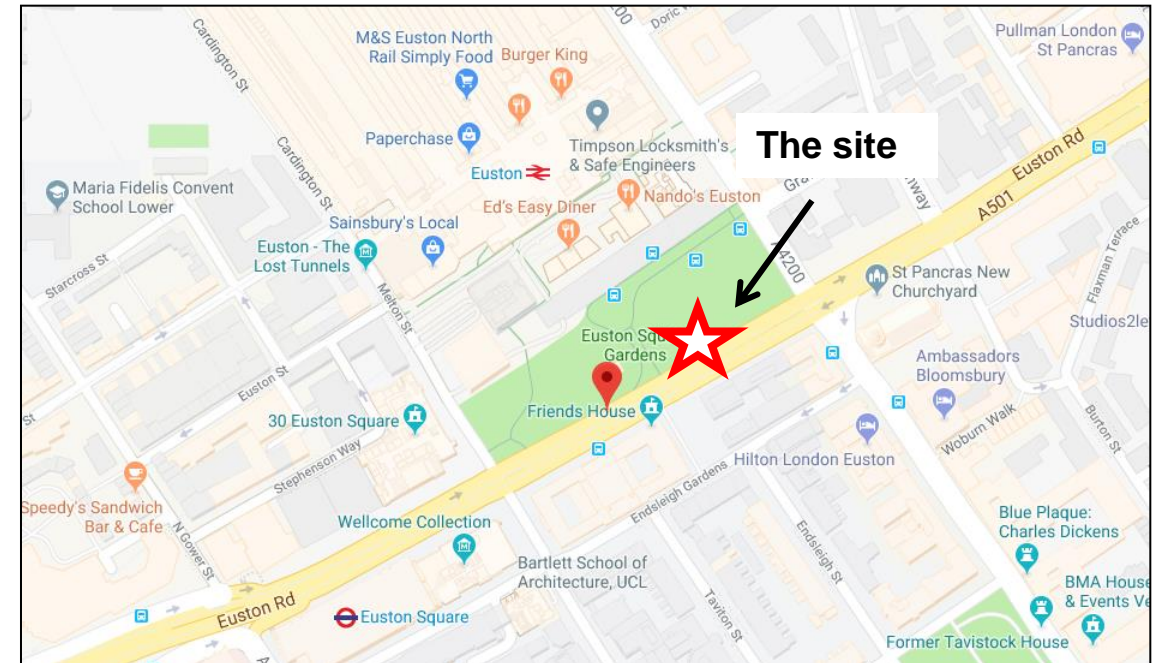 Cardington St
M&S Euston North
Rail Simply Food
Burger King
Doric
Pullman London
St Pancras
Paperchase
Cardington St
Timpson Locksmith's
& Safe Engineers
The site
Euston Rd
A501
Euston
Maria Fidelis Convent
School Lower
Nando's Euston
Ed's Easy Diner
Sainsbury's Local
Euston - The
Lost Tunnels
Starcross St
Melton St
4200
St Pancras New
Churchyard
Flaxman Terrace
Studios2le
Euston Squ
Gardens
Ambassadors
Bloomsbury
Euston St
Friends House
30 Euston Square
Woburn Walk
Burton St
Stephenson Way
Hilton London Euston
Endsleigh Gardens
Speedy's Sandwich
Bar & Cafe
N Gower St
Wellcome Collection
Endsleigh St
Blue Plaque:
Charles Dickens
Bartlett School of
Architecture, UCL
BMA House
& Events Ve
Taviton St
Euston Rd
Euston Square
Former Tavistock House